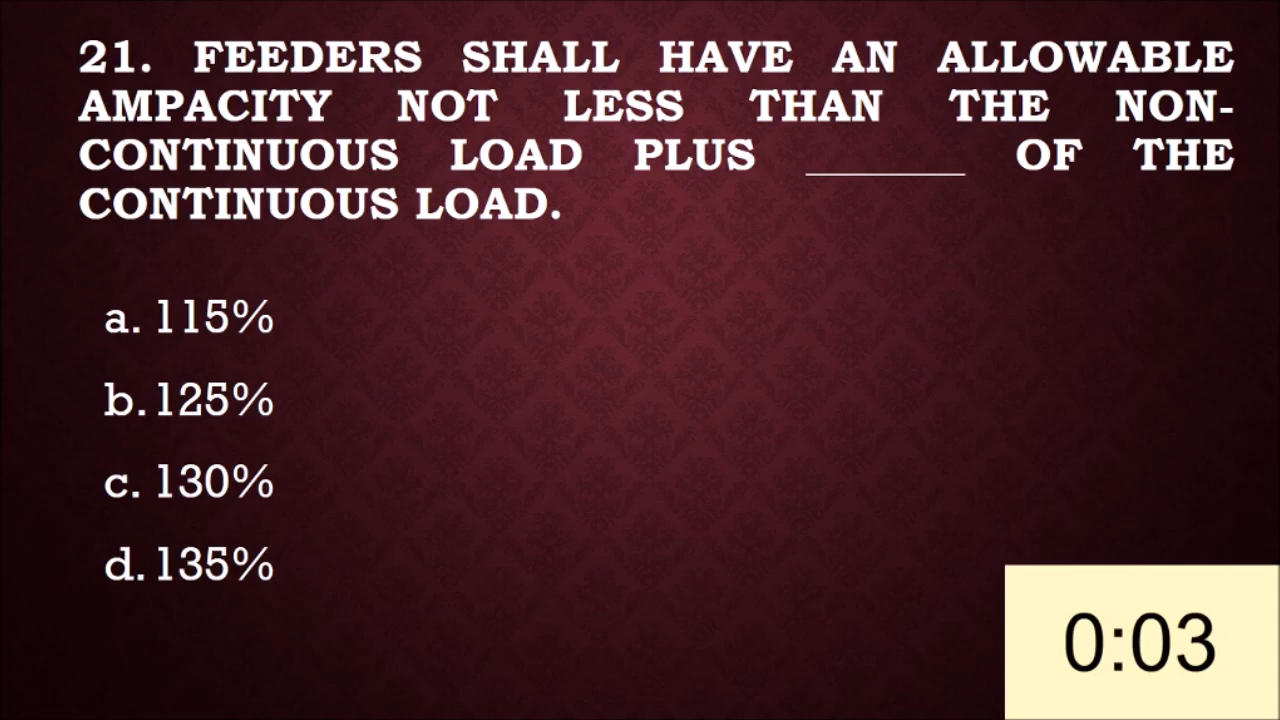 21. FEEDERS SHALL HAVE AN ALLOWABLE
AMPACITY NOT LESS THAN THE NON-
CONTINUOUS LOAD PLUS _______ OF THE
CONTINUOUS LOAD.
a. 115%
b. 125%
c. 130%
d. 135%
0:03